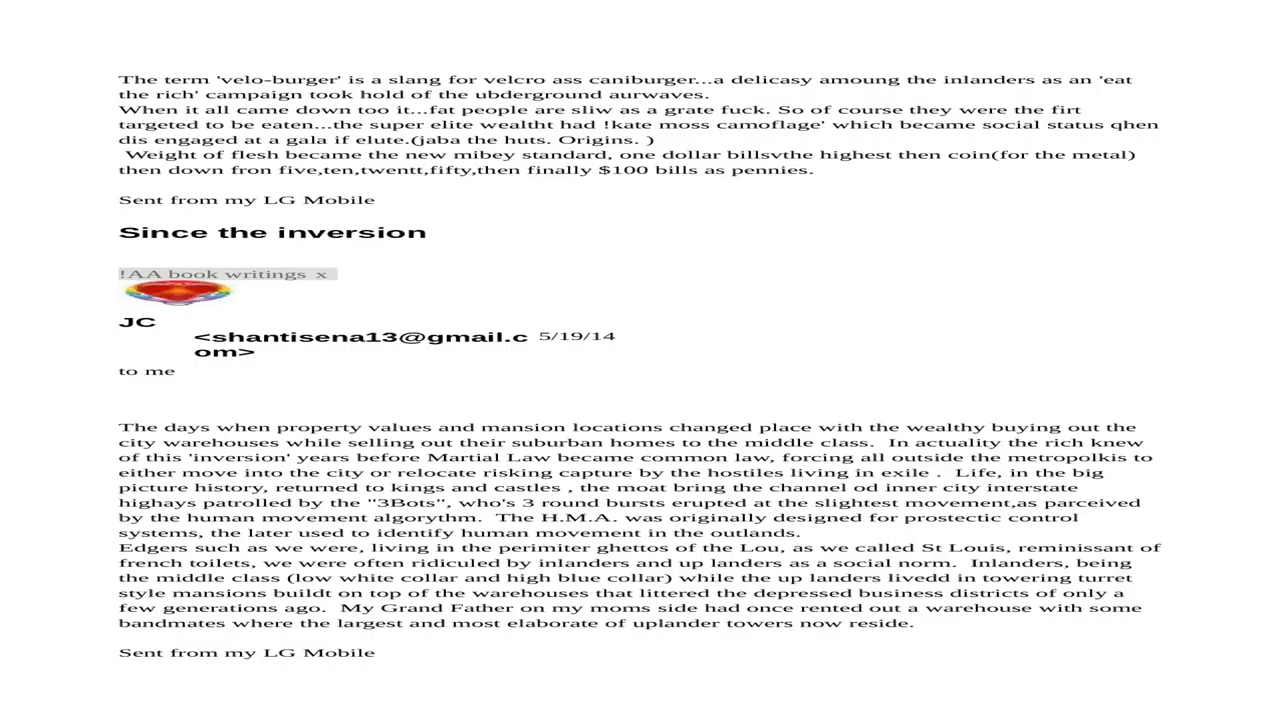 The term 'velo-burger' is a slang for velcro ass caniburger...a delicasy amoung the inlanders as an 'eat
the rich' campaign took hold of the ubderground aurwaves.
When it all came down too it...fat people are sliw as a grate fuck. So of course they were the firt
targeted to be eaten...the super elite wealtht had !kate moss camoflage' which became social status qhen
dis engaged at a gala if elute.(jaba the huts. Origins. )
Weight of flesh became the new mibey standard, one dollar billsvthe highest then coin(for the metal)
then down fron five,ten,twentt,fifty,then finally $100 bills as pennies.
Sent from my LG Mobile
Since the inversion
!AA book writings x
JC
<shantisena13@gmail.c 5/19/14
om>
to me
The days when property values and mansion locations changed place with the wealthy buying out the
city warehouses while selling out their suburban homes to the middle class.  In actuality the rich knew
of this 'inversion' years before Martial Law became common law, forcing all outside the metropolkis to
either move into the city or relocate risking capture by the hostiles living in exile .  Life, in the big
picture history, returned to kings and castles , the moat bring the channel od inner city interstate
highays patrolled by the "3Bots", who's 3 round bursts erupted at the slightest movement,as parceived
by the human movement algorythm.  The H.M.A. was originally designed for prostectic control
systems, the later used to identify human movement in the outlands.
Edgers such as we were, living in the perimiter ghettos of the Lou, as we called St Louis, reminissant of
french toilets, we were often ridiculed by inlanders and up landers as a social norm.  Inlanders, being
the middle class (low white collar and high blue collar) while the up landers livedd in towering turret
style mansions buildt on top of the warehouses that littered the depressed business districts of only a
few generations ago.  My Grand Father on my moms side had once rented out a warehouse with some
bandmates where the largest and most elaborate of uplander towers now reside.
Sent from my LG Mobile